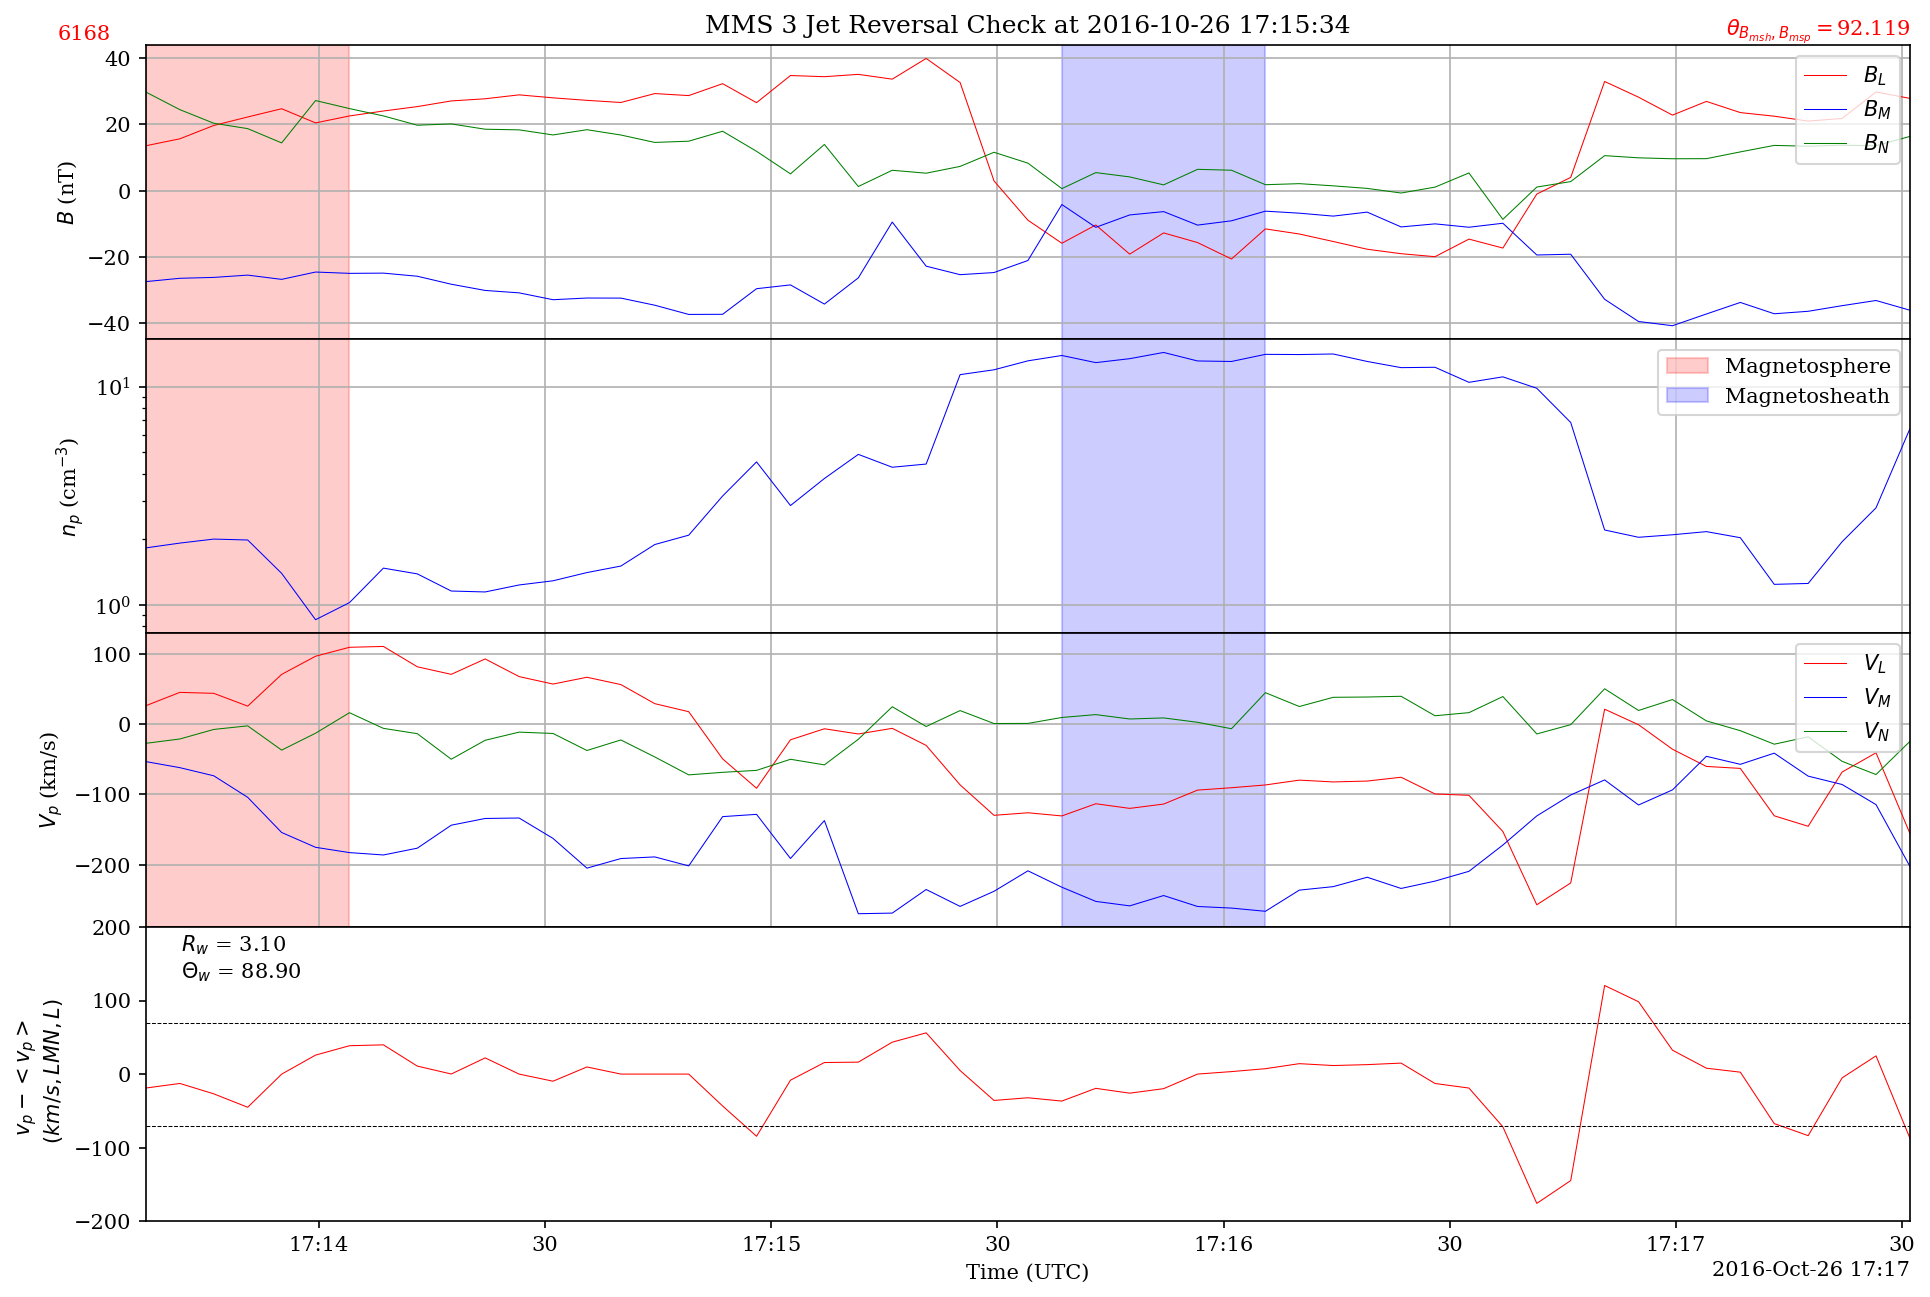 MMS 3 Jet Reversal Check at 2016-10-26 17:15:34
6168
θ_{B_{msh}, B_{msp}} = 92.119
40
20
0
−20
−40
B (nT)
B_L
B_M
B_N
10^1
10^0
n_p (cm^{−3})
Magnetosphere
Magnetosheath
100
0
−100
−200
V_p (km/s)
V_L
V_M
V_N
200
100
0
−100
−200
v_p − <v_p>
(km/s, LMN, L)
R_w = 3.10
Θ_w = 88.90
17:14 30 17:15 30 17:16 30 17:17 30
Time (UTC)
2016-Oct-26 17:17